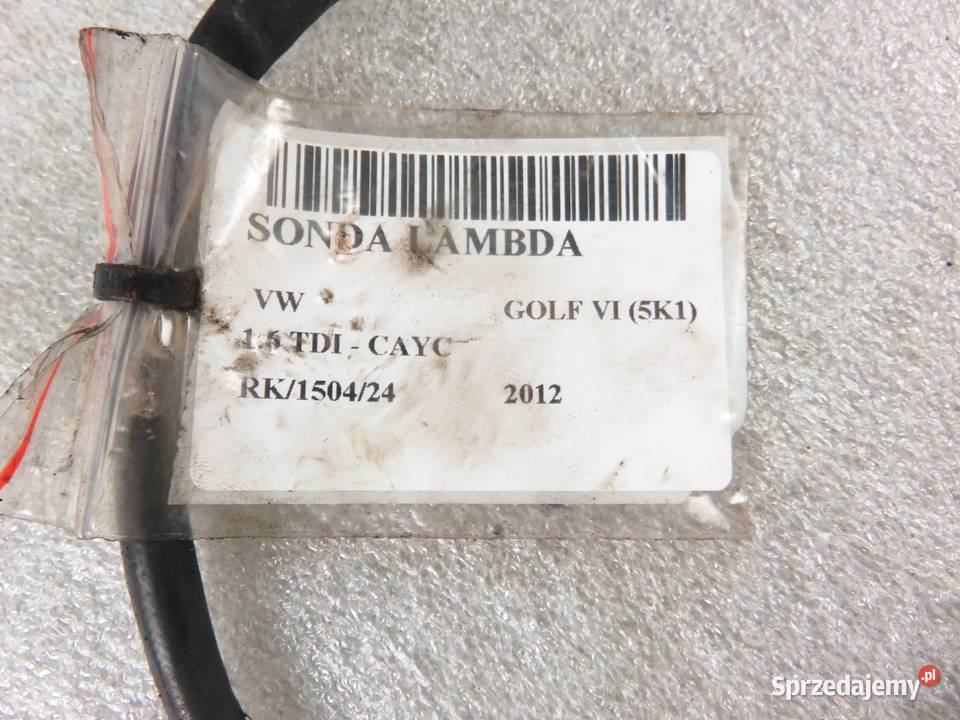 SONDA LAMBDA
VW GOLF VI (5K1)
1.6 TDI - CAYC
RK/1504/24 2012
Sprzedajemy.pl